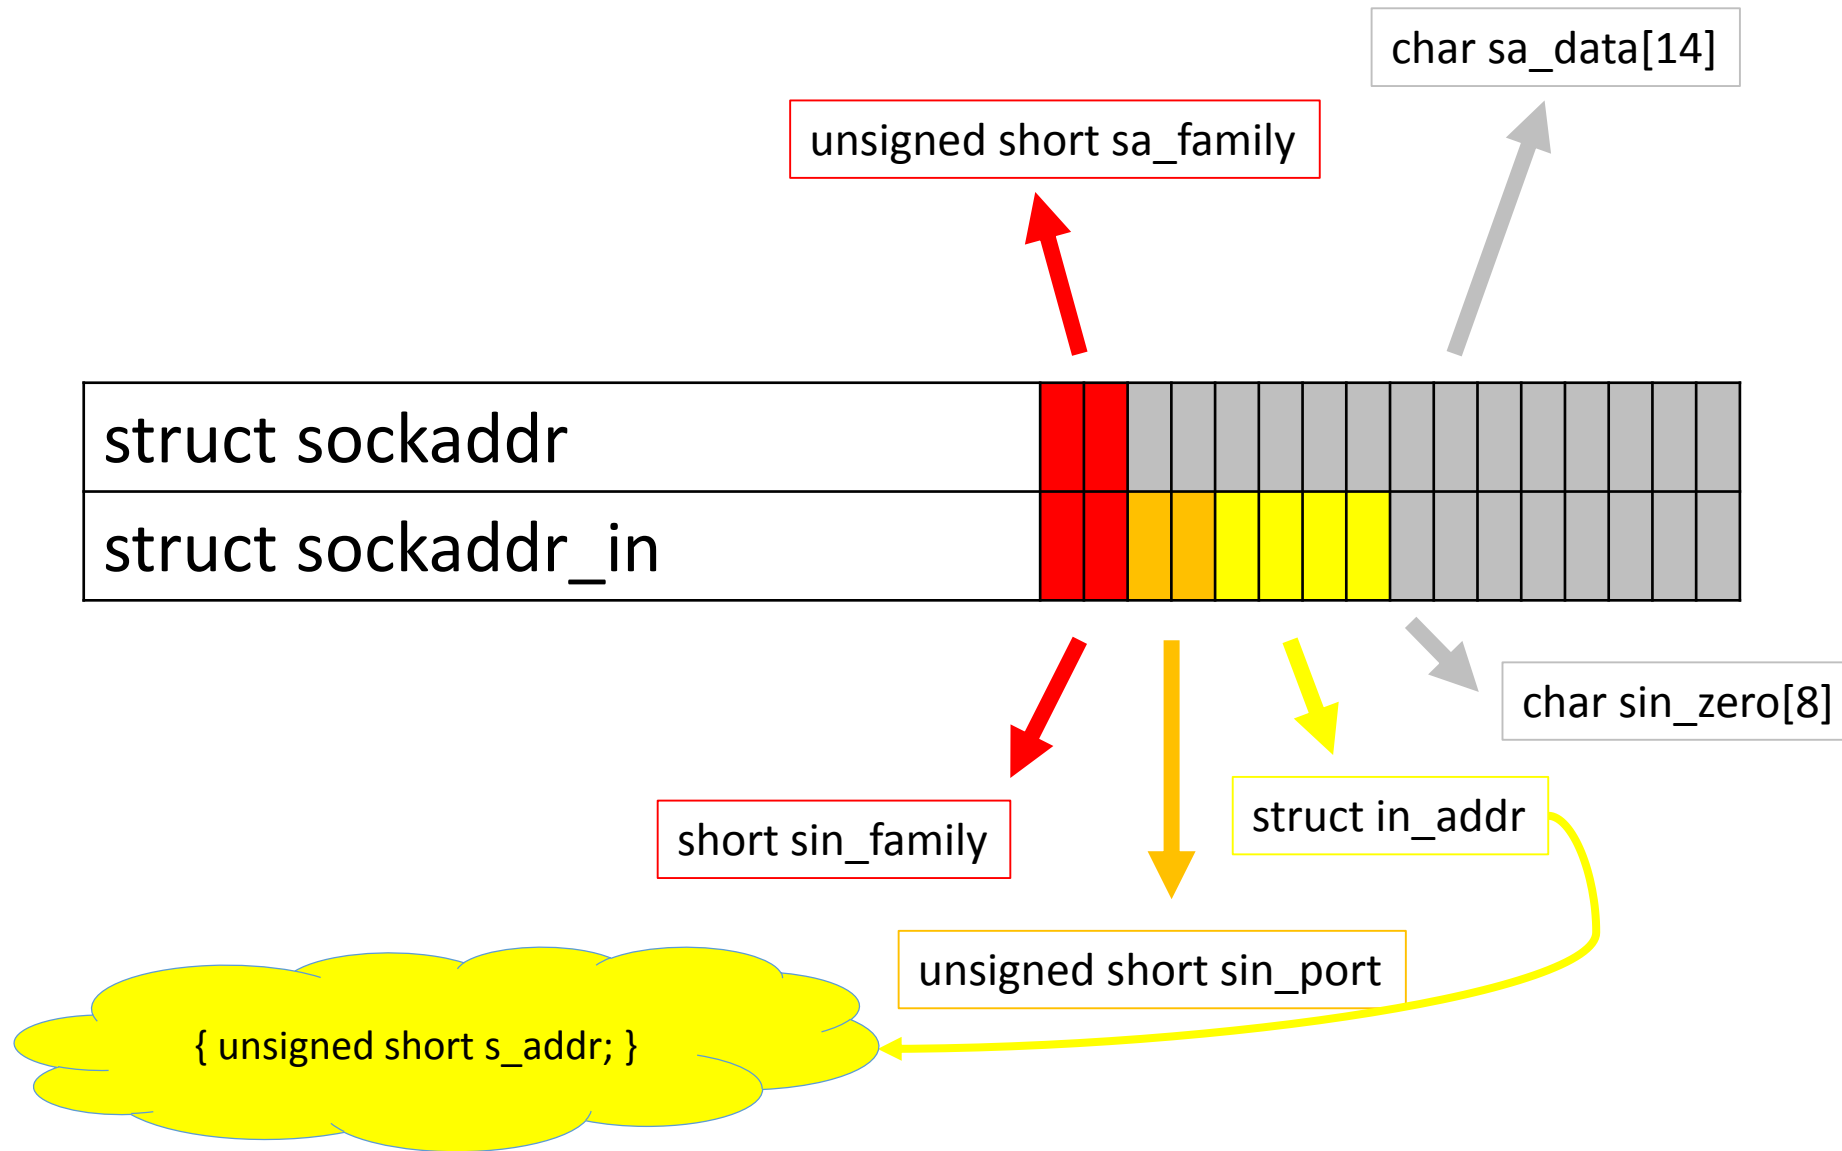 char sa_data[14]
unsigned short sa_family
struct sockaddr
struct sockaddr_in
char sin_zero[8]
struct in_addr
short sin_family
unsigned short sin_port
{ unsigned short s_addr; }